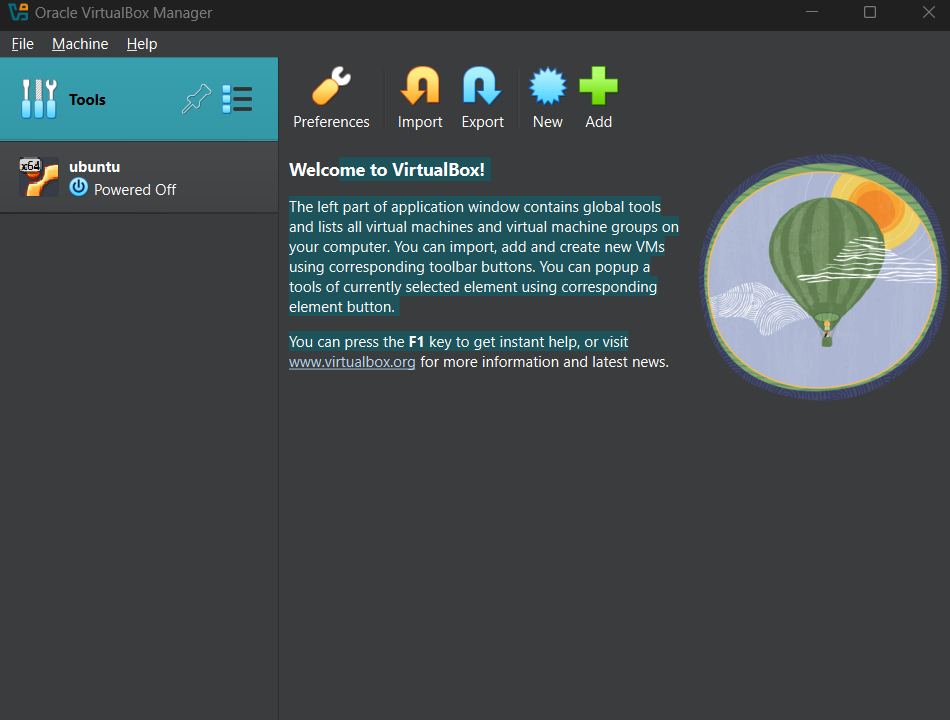 Oracle VirtualBox Manager
File Machine Help
Tools
Preferences Import Export New Add
x64
ubuntu
Powered Off
Welcome to VirtualBox!
The left part of application window contains global tools
and lists all virtual machines and virtual machine groups on
your computer. You can import, add and create new VMs
using corresponding toolbar buttons. You can popup a
tools of currently selected element using corresponding
element button.
You can press the F1 key to get instant help, or visit
www.virtualbox.org for more information and latest news.